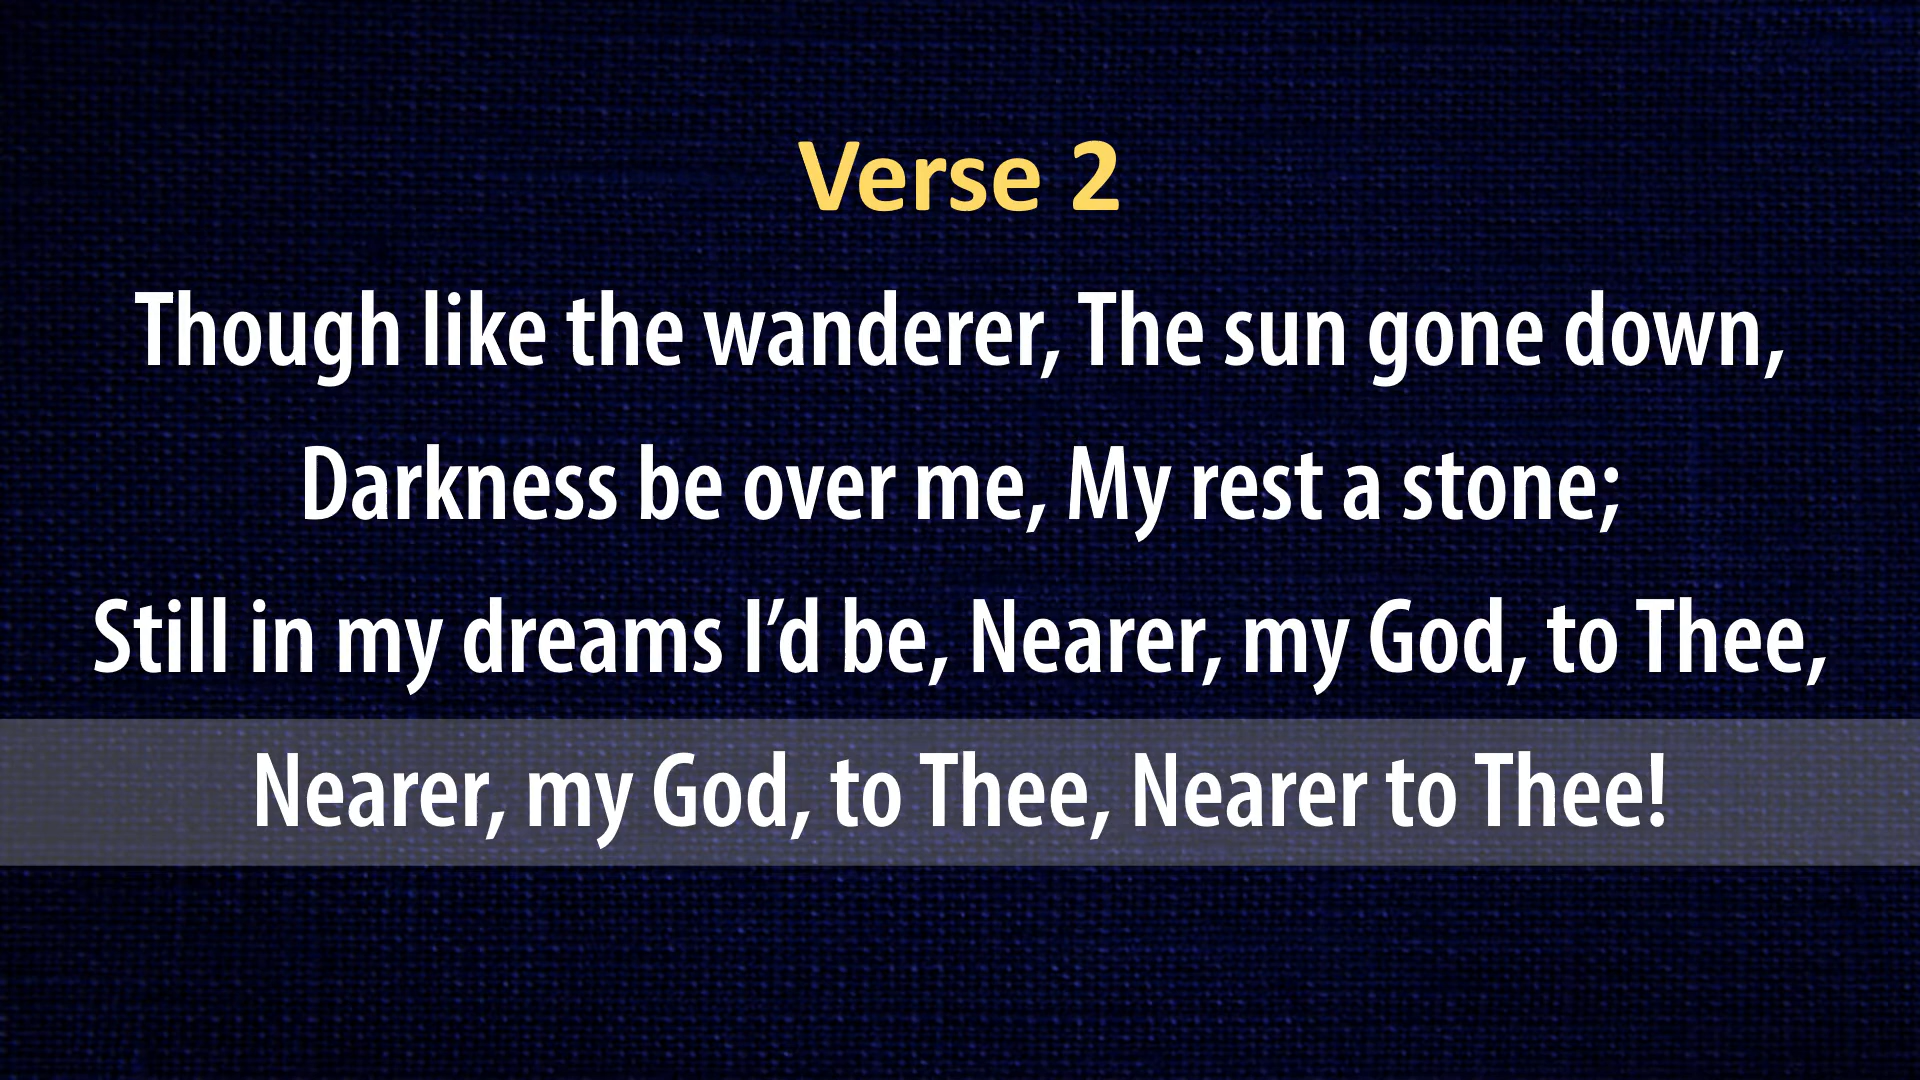 Verse 2
Though like the wanderer, The sun gone down,
Darkness be over me, My rest a stone;
Still in my dreams I’d be, Nearer, my God, to Thee,
Nearer, my God, to Thee, Nearer to Thee!